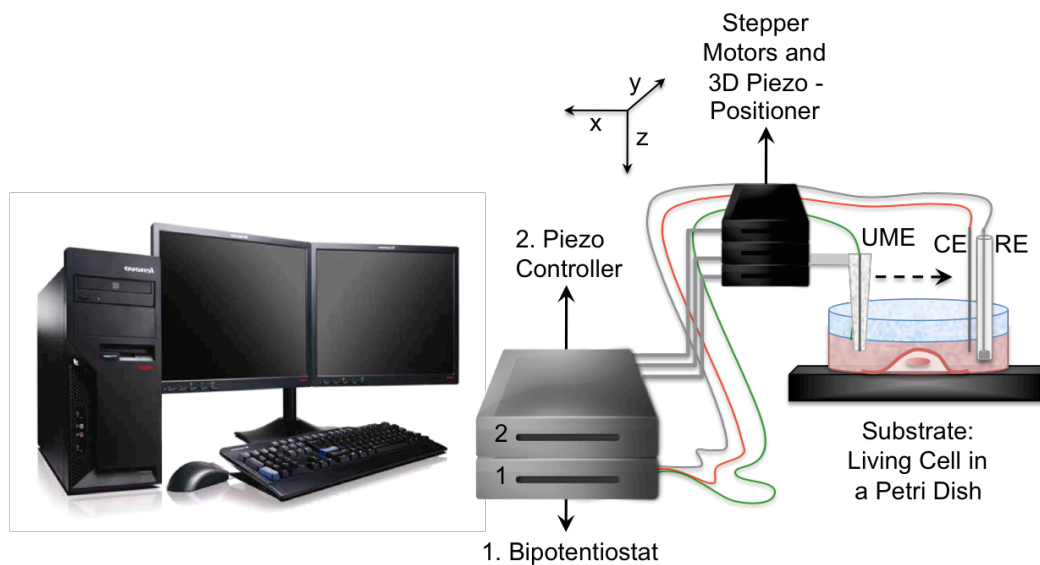 Stepper
Motors and
3D Piezo -
Positioner
y
x
z
2. Piezo
Controller
UME
CE
RE
lenovo
2
1
Substrate:
Living Cell in
a Petri Dish
1. Bipotentiostat